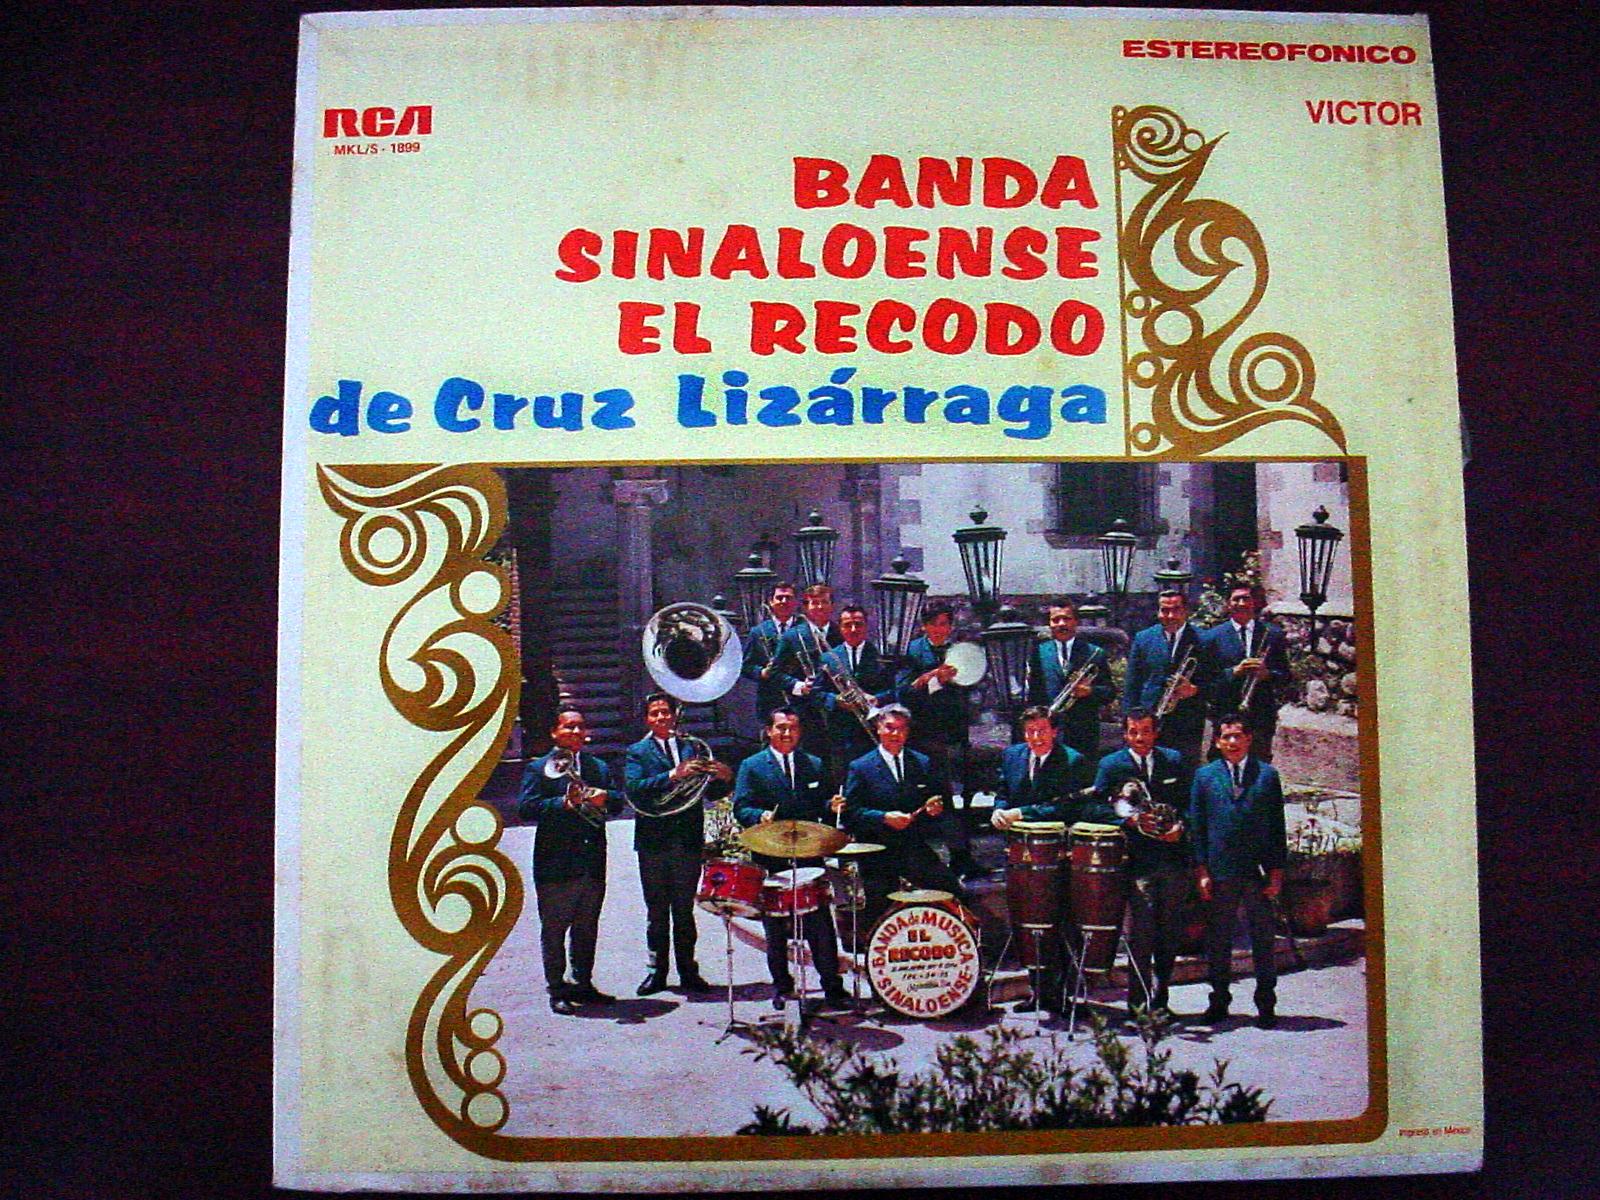 ESTEREOFONICO
RCA
VICTOR
MKL/S - 1899
BANDA
SINALOENSE
EL RECODO
de Cruz Lizárraga
BANDA de MUSICA
EL
RECODO
SINALOENSE
Impreso en México